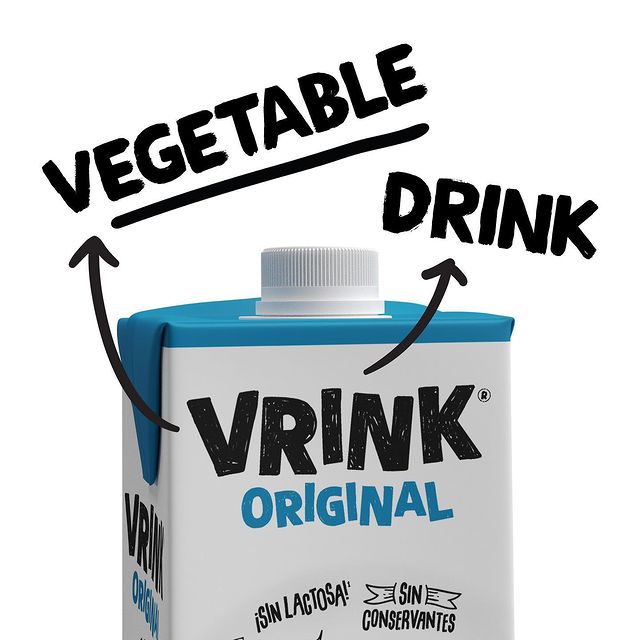 VEGETABLE
DRINK
VRINK®
ORIGINAL
VRINK
ORIGINAL
¡SIN LACTOSA!
SIN
CONSERVANTES